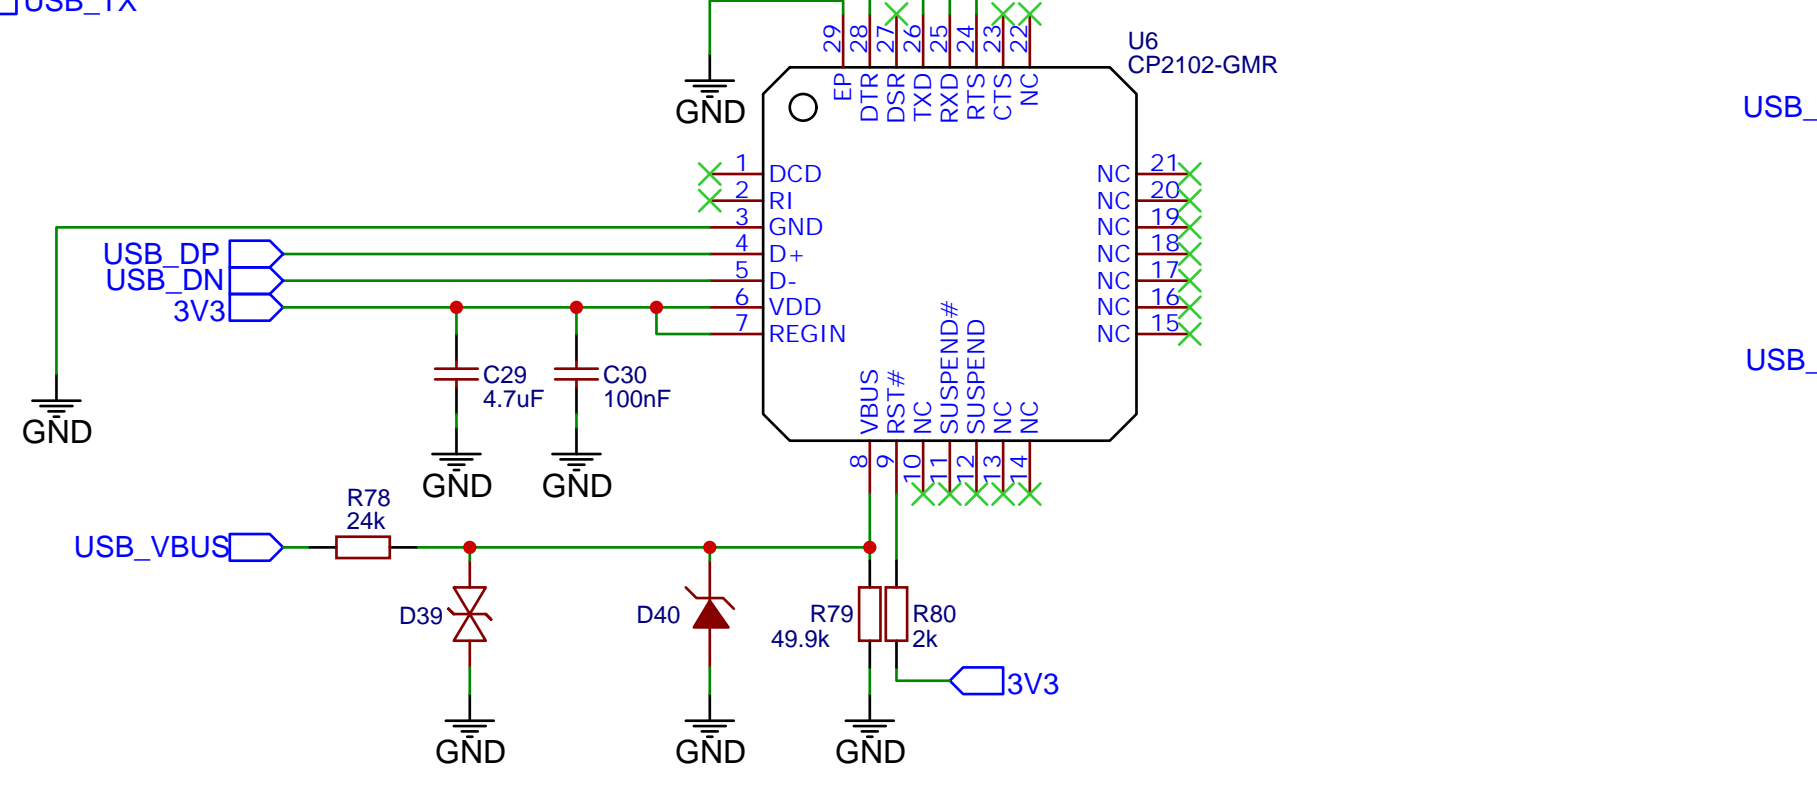 USB_TX
29
28
27
26
25
24
23
22
U6
CP2102-GMR
EP
DTR
DSR
TXD
RXD
RTS
CTS
NC
GND
USB_
1
DCD
2
RI
3
GND
USB_DP
4
D+
USB_DN
5
D-
3V3
6
VDD
7
REGIN
NC
21
NC
20
NC
19
NC
18
NC
17
NC
16
NC
15
USB_
C29
4.7uF
C30
100nF
GND
GND
GND
VBUS
RST#
NC
SUSPEND#
SUSPEND
NC
NC
8
9
10
11
12
13
14
R78
24k
USB_VBUS
D39
D40
R79
49.9k
R80
2k
3V3
GND
GND
GND